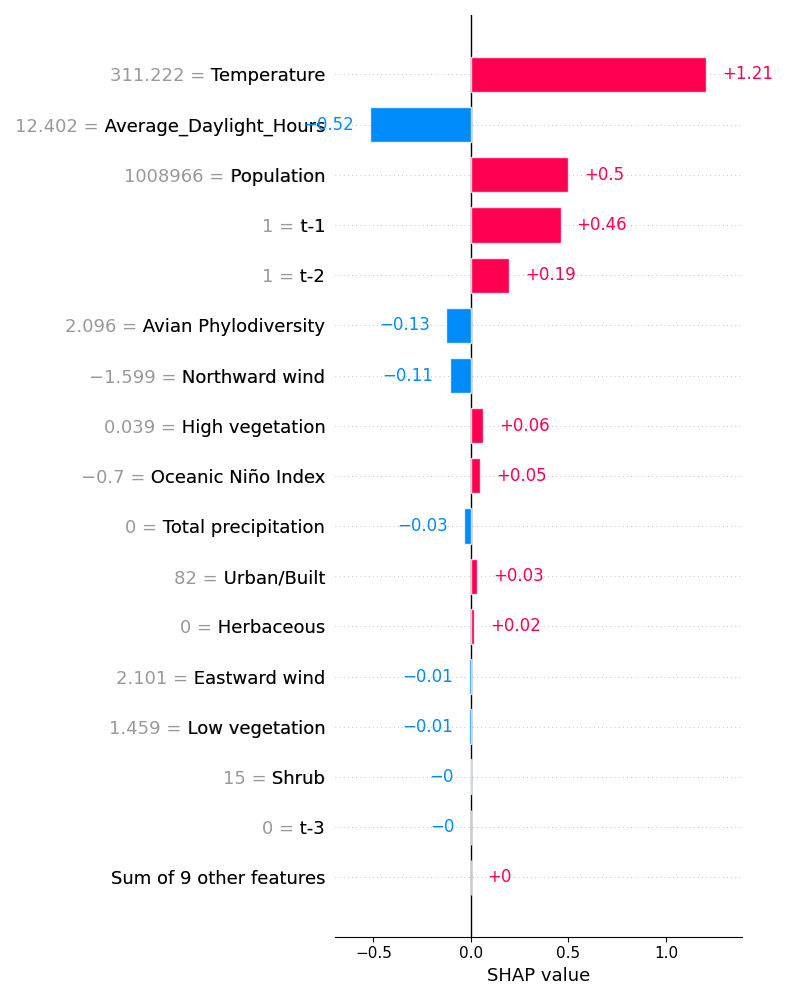 311.222 = Temperature +1.21
12.402 = Average_Daylight_Hours −0.52
1008966 = Population +0.5
1 = t-1 +0.46
1 = t-2 +0.19
2.096 = Avian Phylodiversity −0.13
−1.599 = Northward wind −0.11
0.039 = High vegetation +0.06
−0.7 = Oceanic Niño Index +0.05
0 = Total precipitation −0.03
82 = Urban/Built +0.03
0 = Herbaceous +0.02
2.101 = Eastward wind −0.01
1.459 = Low vegetation −0.01
15 = Shrub −0
0 = t-3 −0
Sum of 9 other features +0
−0.5 0.0 0.5 1.0
SHAP value